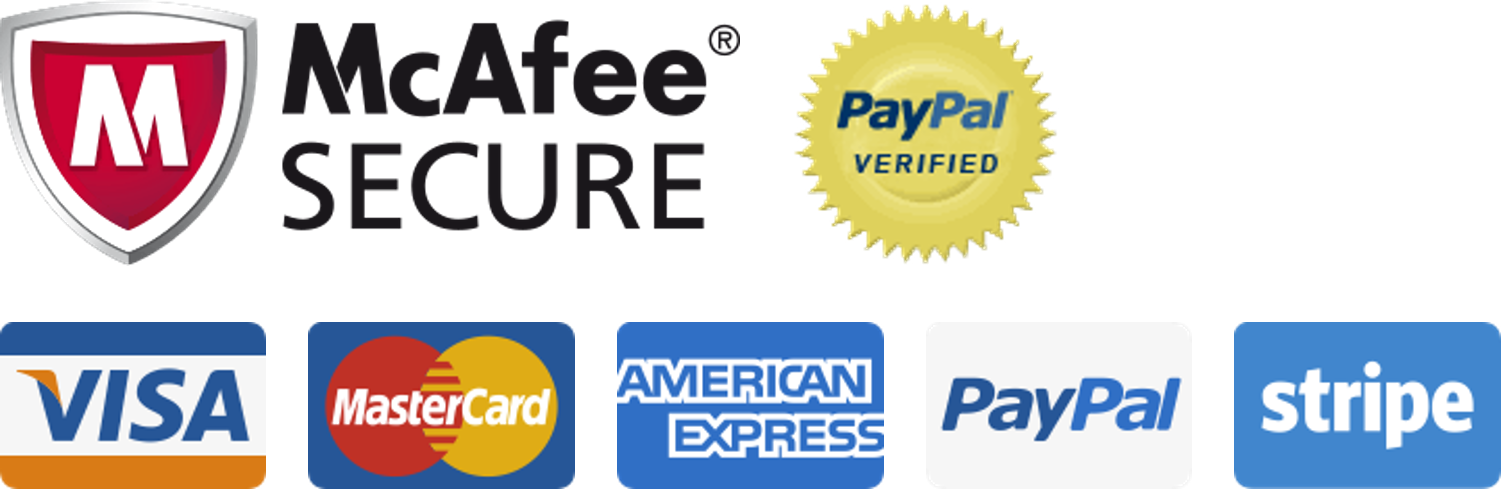 M
McAfee®
SECURE
PayPal
VERIFIED
VISA
MasterCard
AMERICAN
EXPRESS
PayPal
stripe